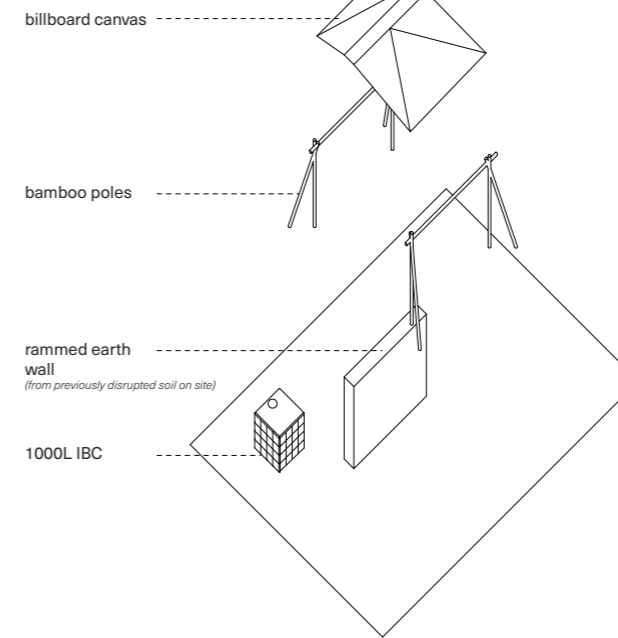 billboard canvas
bamboo poles
rammed earth
wall
(from previously disrupted soil on site)
1000L IBC